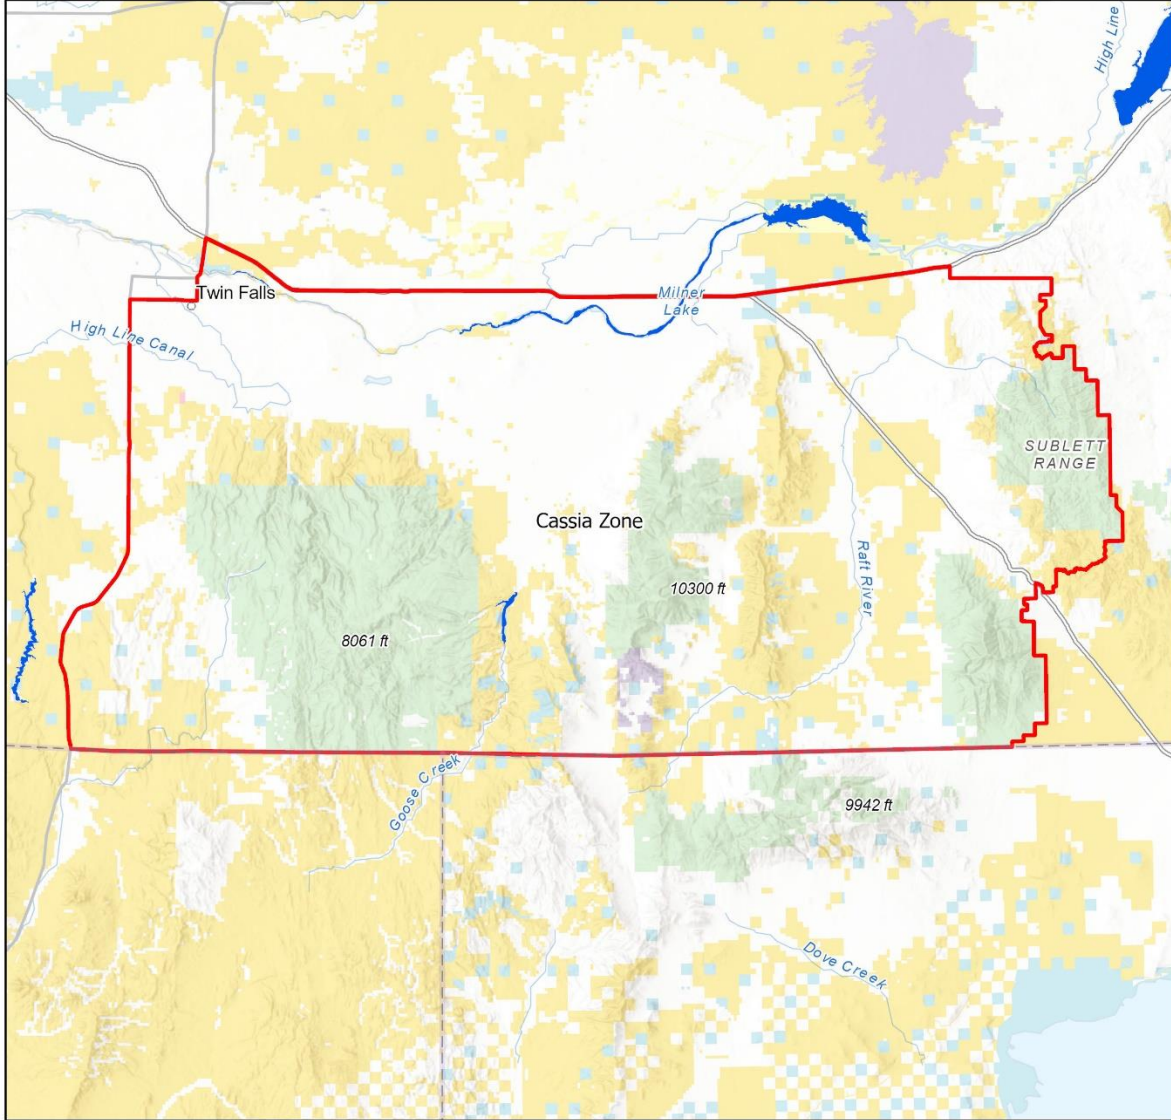 High Line
Twin Falls
Milner
Lake
High Line Canal
SUBLETT
RANGE
Cassia Zone
Raft River
10300 ft
8061 ft
Goose Creek
9942 ft
Dove Creek